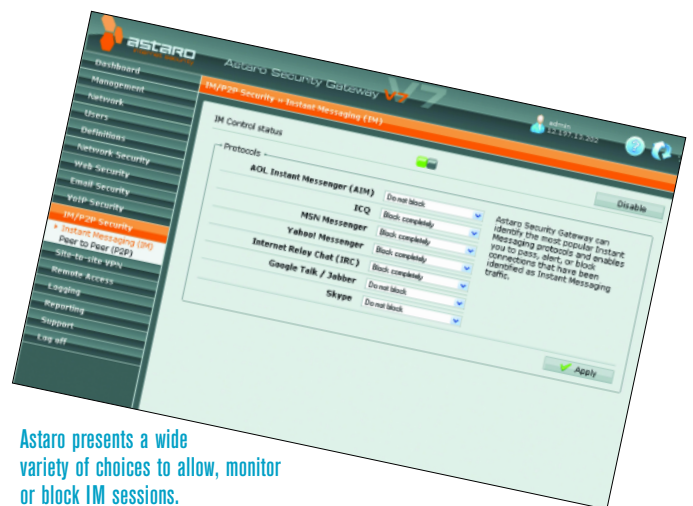 astaro
Astaro Security Gateway V7
admin
Dashboard
Management
Network
Users
Definitions
Network Security
Web Security
Email Security
VoIP Security
IM/P2P Security
Instant Messaging (IM)
Peer to Peer (P2P)
Site-to-site VPN
Remote Access
Logging
Reporting
Support
Log off
IM/P2P Security » Instant Messaging (IM)
IM Control status
Disable
Protocols
AOL Instant Messenger (AIM) Do not block
ICQ Block completely
MSN Messenger Block completely
Yahoo! Messenger Block completely
Internet Relay Chat (IRC) Block completely
Google Talk / Jabber Do not block
Skype Do not block
Astaro Security Gateway can
identify the most popular Instant
Messaging protocols and enables
you to pass, alert, or block
connections that have been
identified as Instant Messaging
traffic.
Apply
Astaro presents a wide
variety of choices to allow, monitor
or block IM sessions.